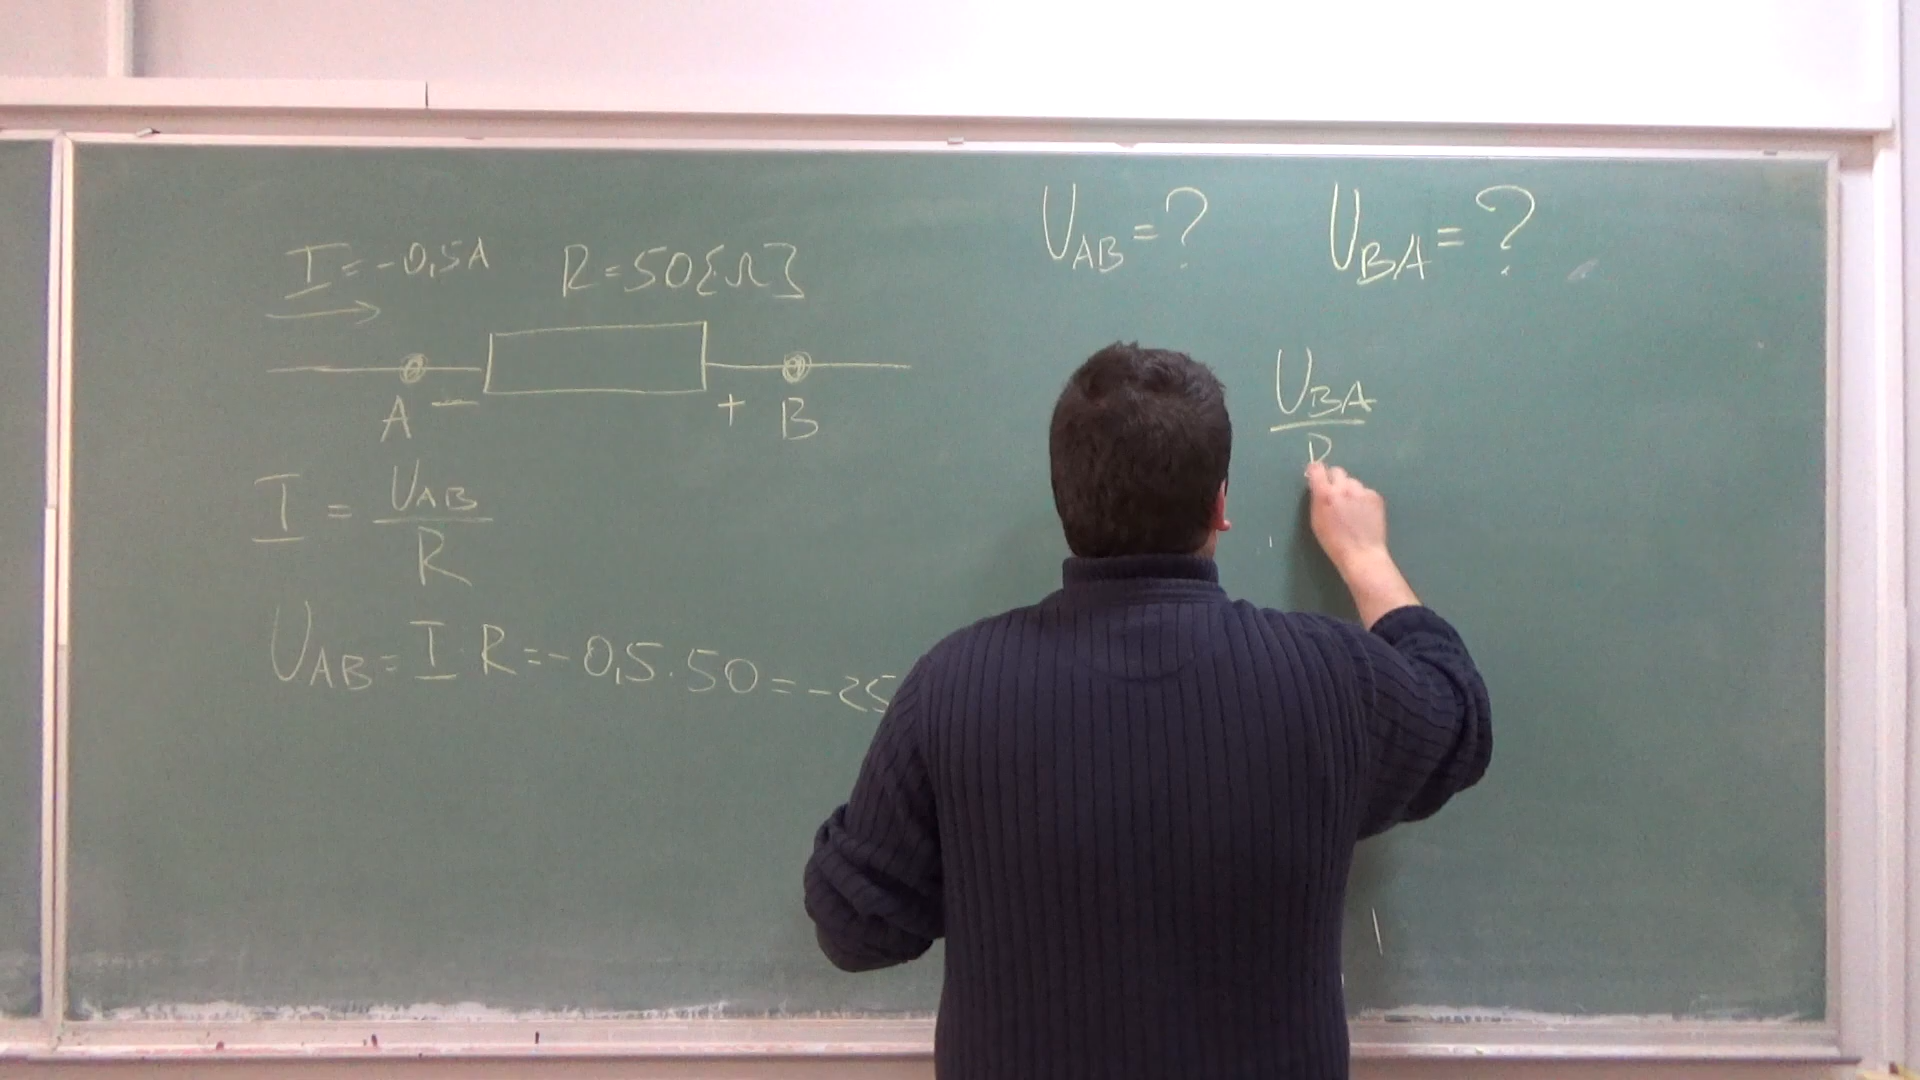 U_AB = ? U_BA = ?
I = -0,5A R = 50{Ω}
A - + B
I = U_AB / R
U_AB = I · R = - 0,5 . 50 = - 25
U_BA / R